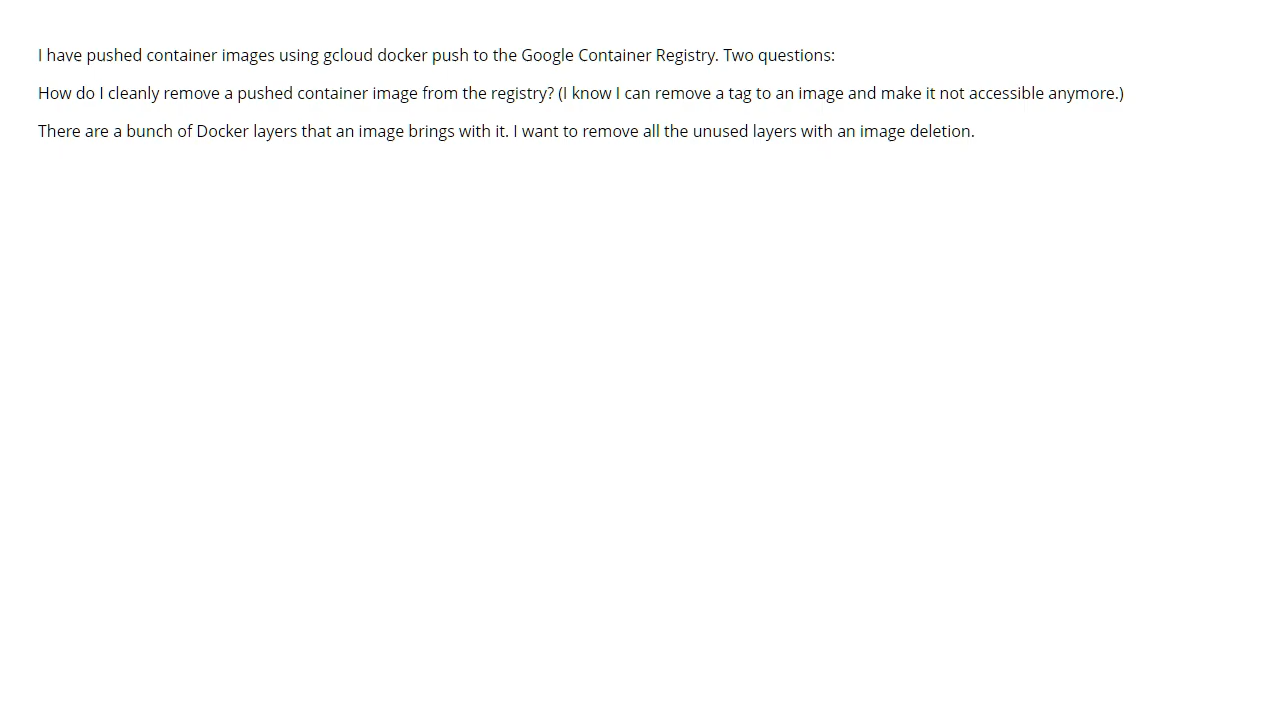 I have pushed container images using gcloud docker push to the Google Container Registry. Two questions:
How do I cleanly remove a pushed container image from the registry? (I know I can remove a tag to an image and make it not accessible anymore.)
There are a bunch of Docker layers that an image brings with it. I want to remove all the unused layers with an image deletion.